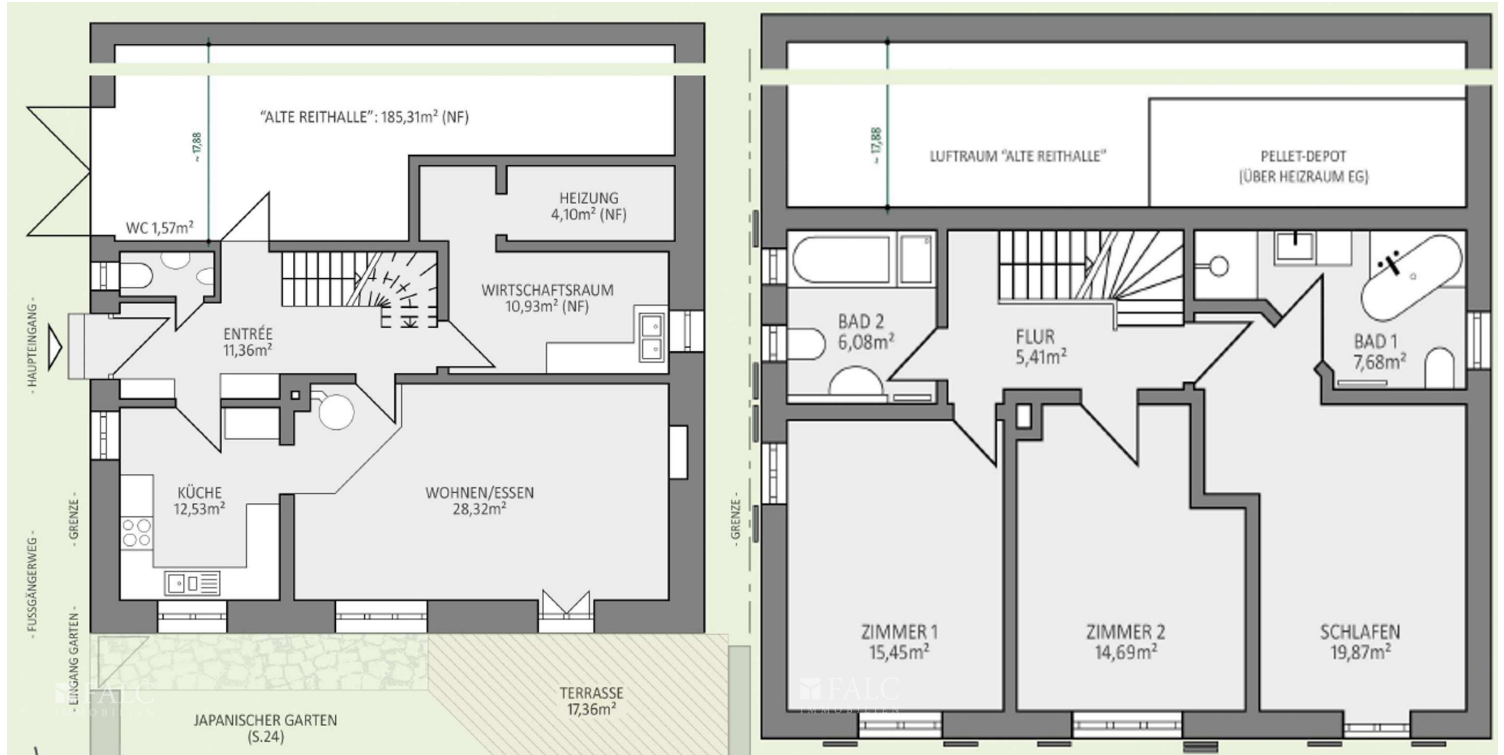 "ALTE REITHALLE": 185,31m² (NF)
~ 17,88
HEIZUNG
4,10m² (NF)
WC 1,57m²
WIRTSCHAFTSRAUM
10,93m² (NF)
- HAUPTEINGANG -
ENTRÉE
11,36m²
KÜCHE
12,53m²
WOHNEN/ESSEN
28,32m²
- GRENZE -
- FUSSGÄNGERWEG -
- EINGANG GARTEN -
TERRASSE
17,36m²
JAPANISCHER GARTEN
(S.24)
FALC
IMMOBILIEN
- GRENZE -
~ 17,88
LUFTRAUM "ALTE REITHALLE"
PELLET-DEPOT
(ÜBER HEIZRAUM EG)
BAD 2
6,08m²
FLUR
5,41m²
BAD 1
7,68m²
ZIMMER 1
15,45m²
ZIMMER 2
14,69m²
SCHLAFEN
19,87m²
FALC
IMMOBILIEN